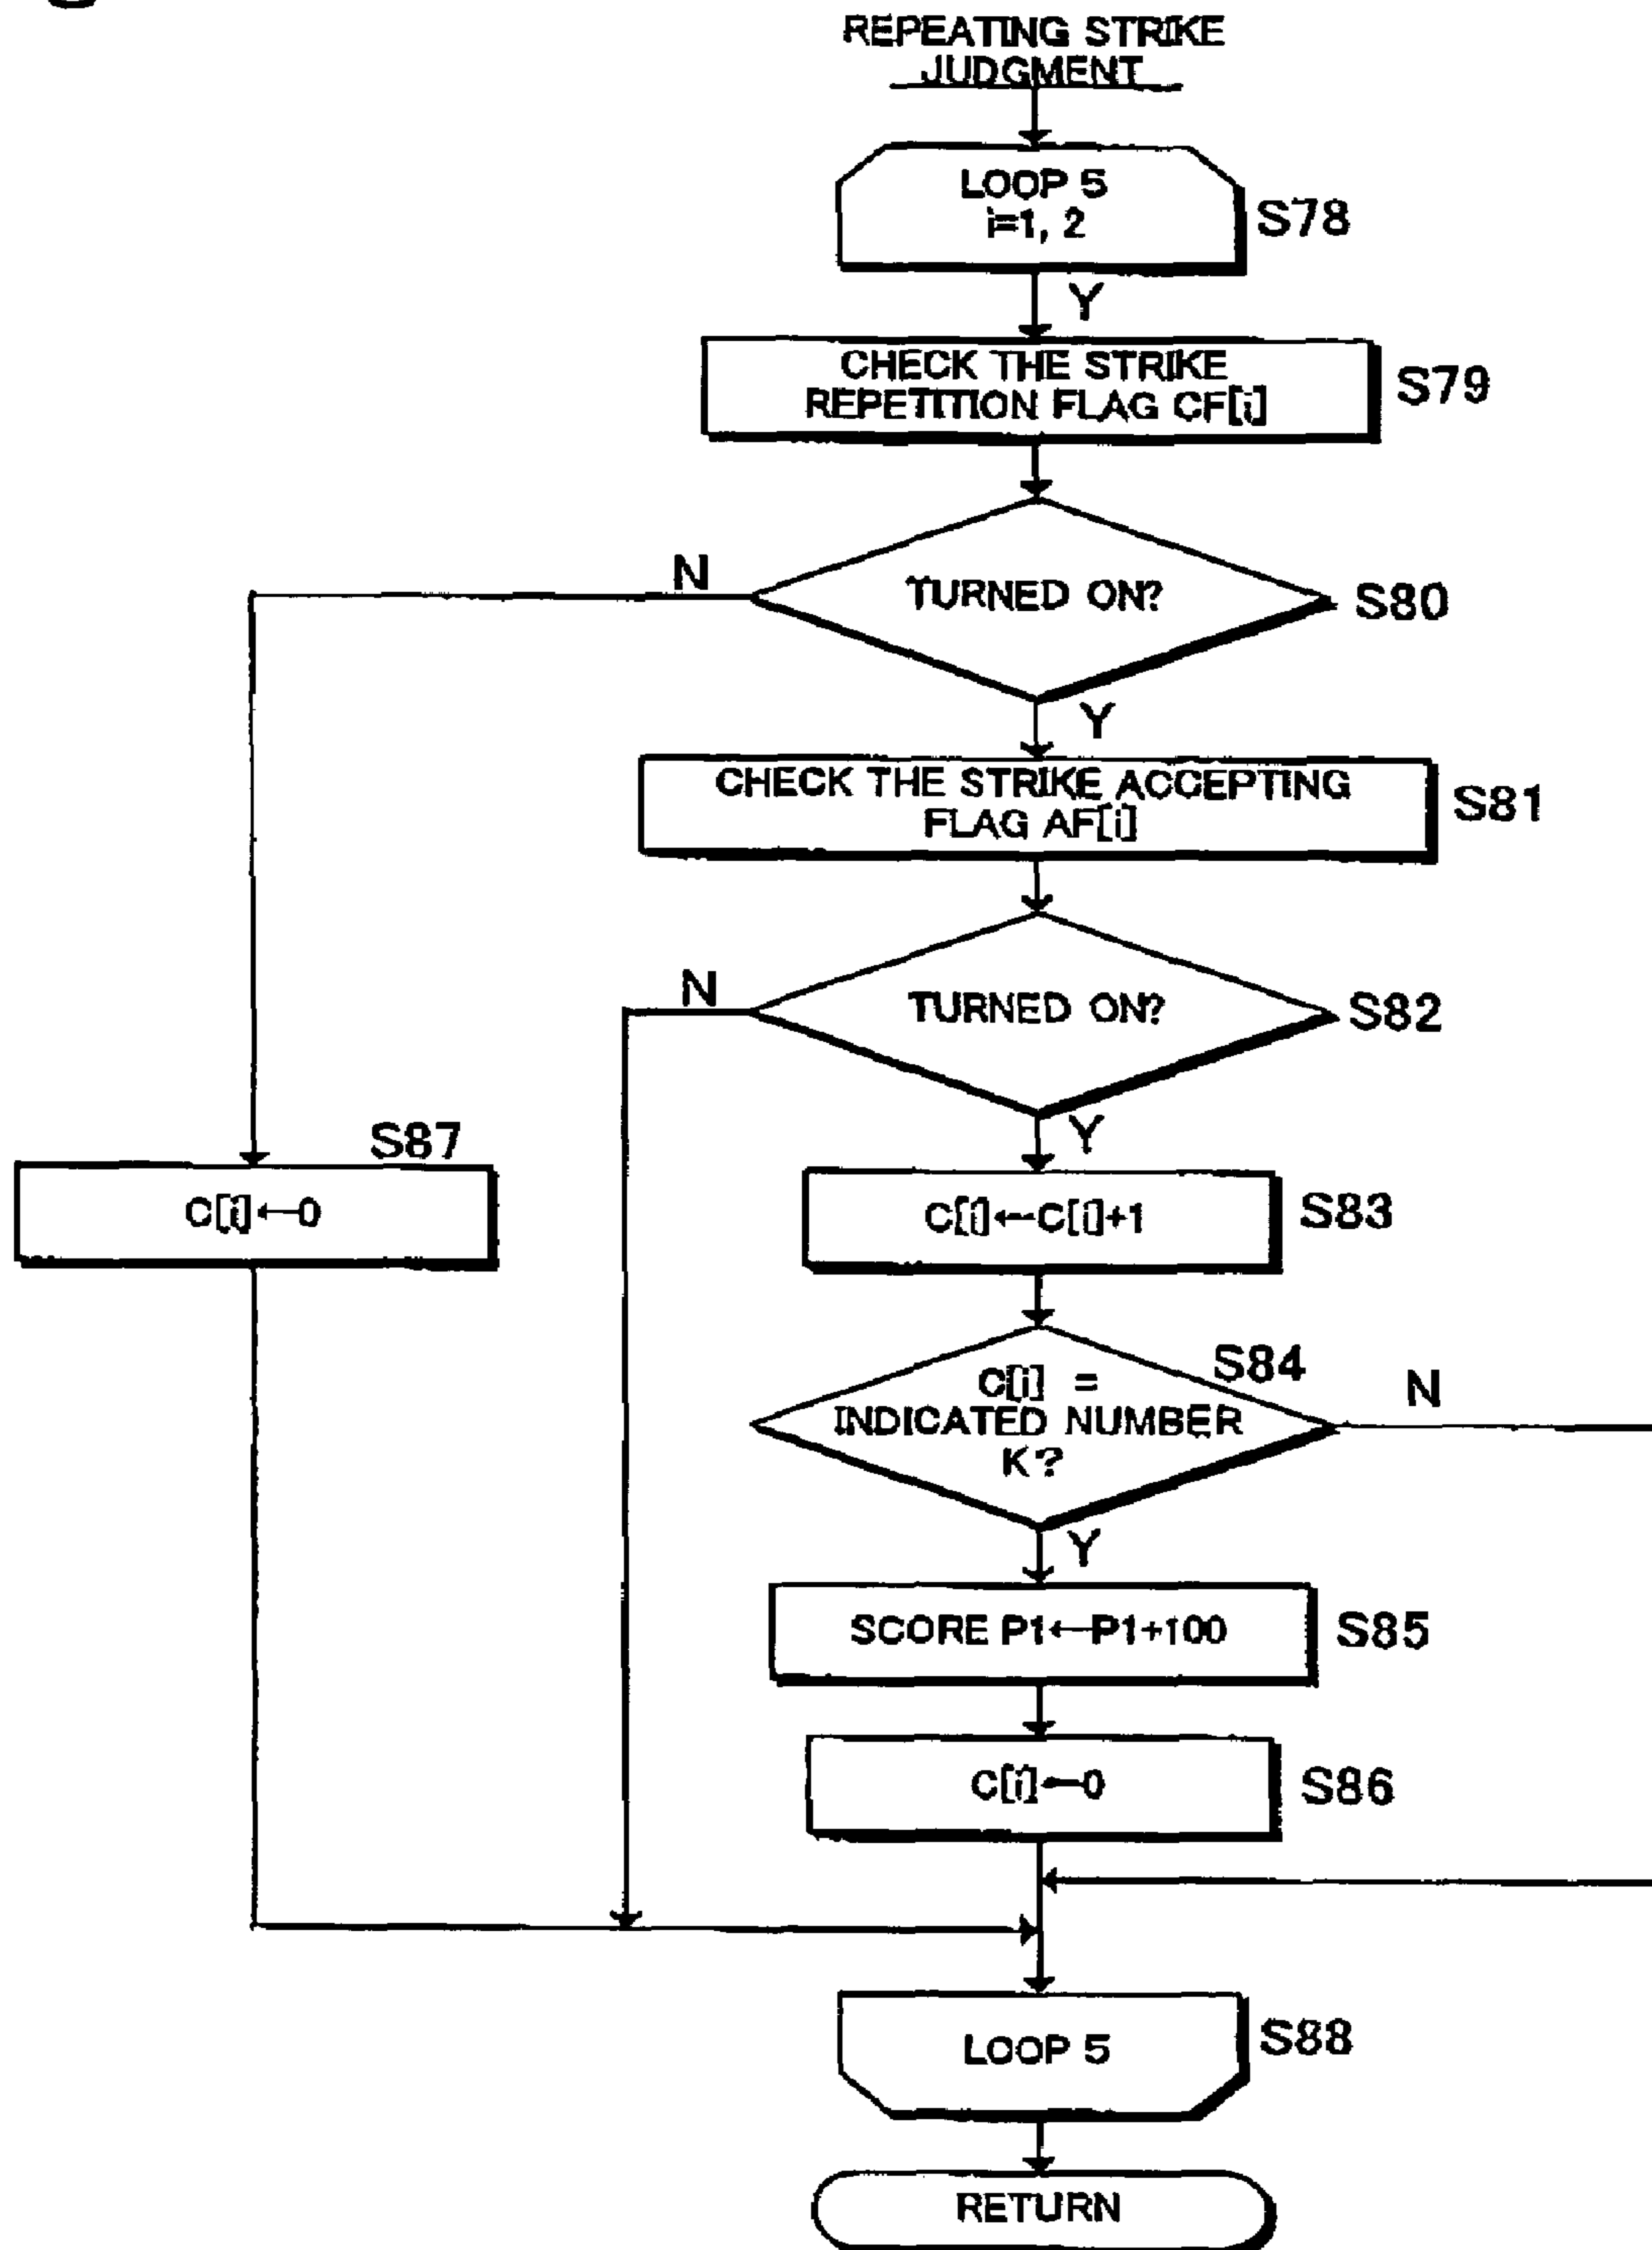 REPEATING STRIKE
JUDGMENT
LOOP 5
i=1, 2
S78
Y
CHECK THE STRIKE
REPETITION FLAG CF[i]
S79
N
TURNED ON?
S80
Y
CHECK THE STRIKE ACCEPTING
FLAG AF[i]
S81
N
TURNED ON?
S82
Y
S87
C[i]←0
C[i]←C[i]+1
S83
S84
C[i] =
INDICATED NUMBER
K?
N
Y
SCORE P1←P1+100
S85
C[i]←0
S86
LOOP 5
S88
RETURN